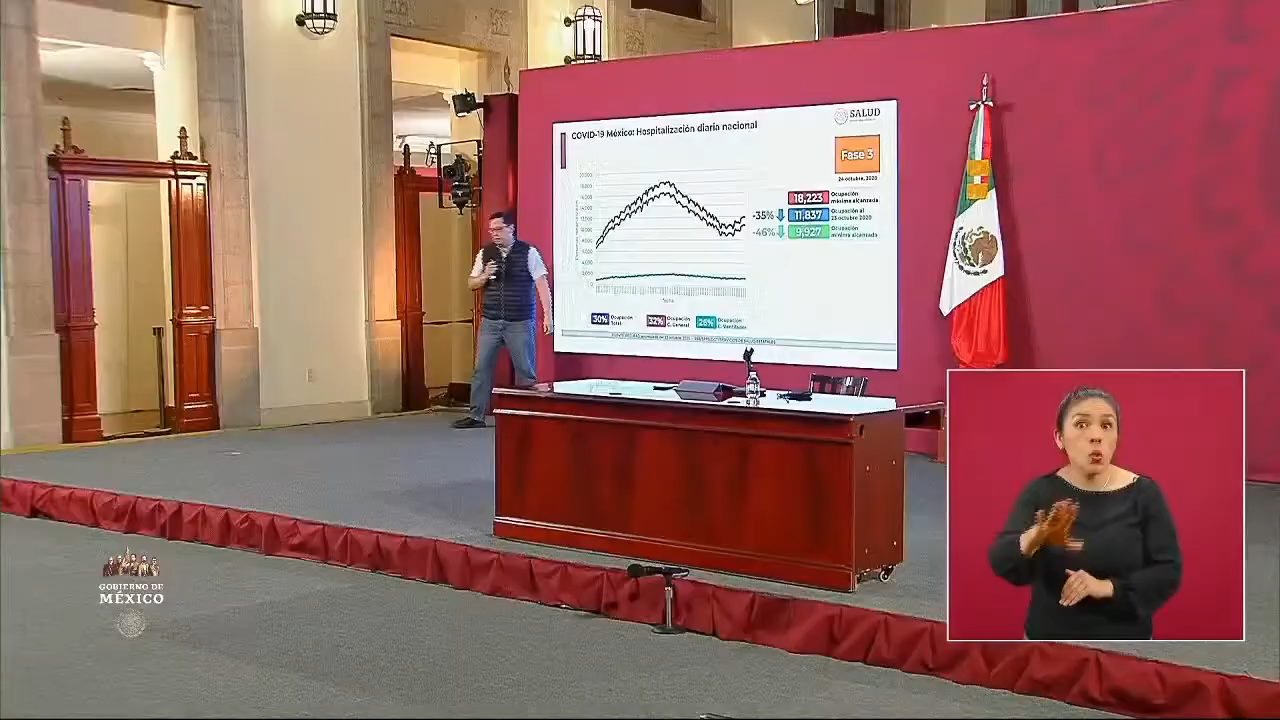 COVID-19 México: Hospitalización diaria nacional
SALUD
Fase 3
24 octubre, 2020
18,223
Ocupación
máxima alcanzada
-35%
11,837
Ocupación al
23 octubre 2020
-46%
9,927
Ocupación
mínima alcanzada
30%
Ocupación
Total
32%
Ocupación
C. General
26%
Ocupación
C. Ventilador
GOBIERNO DE
MÉXICO